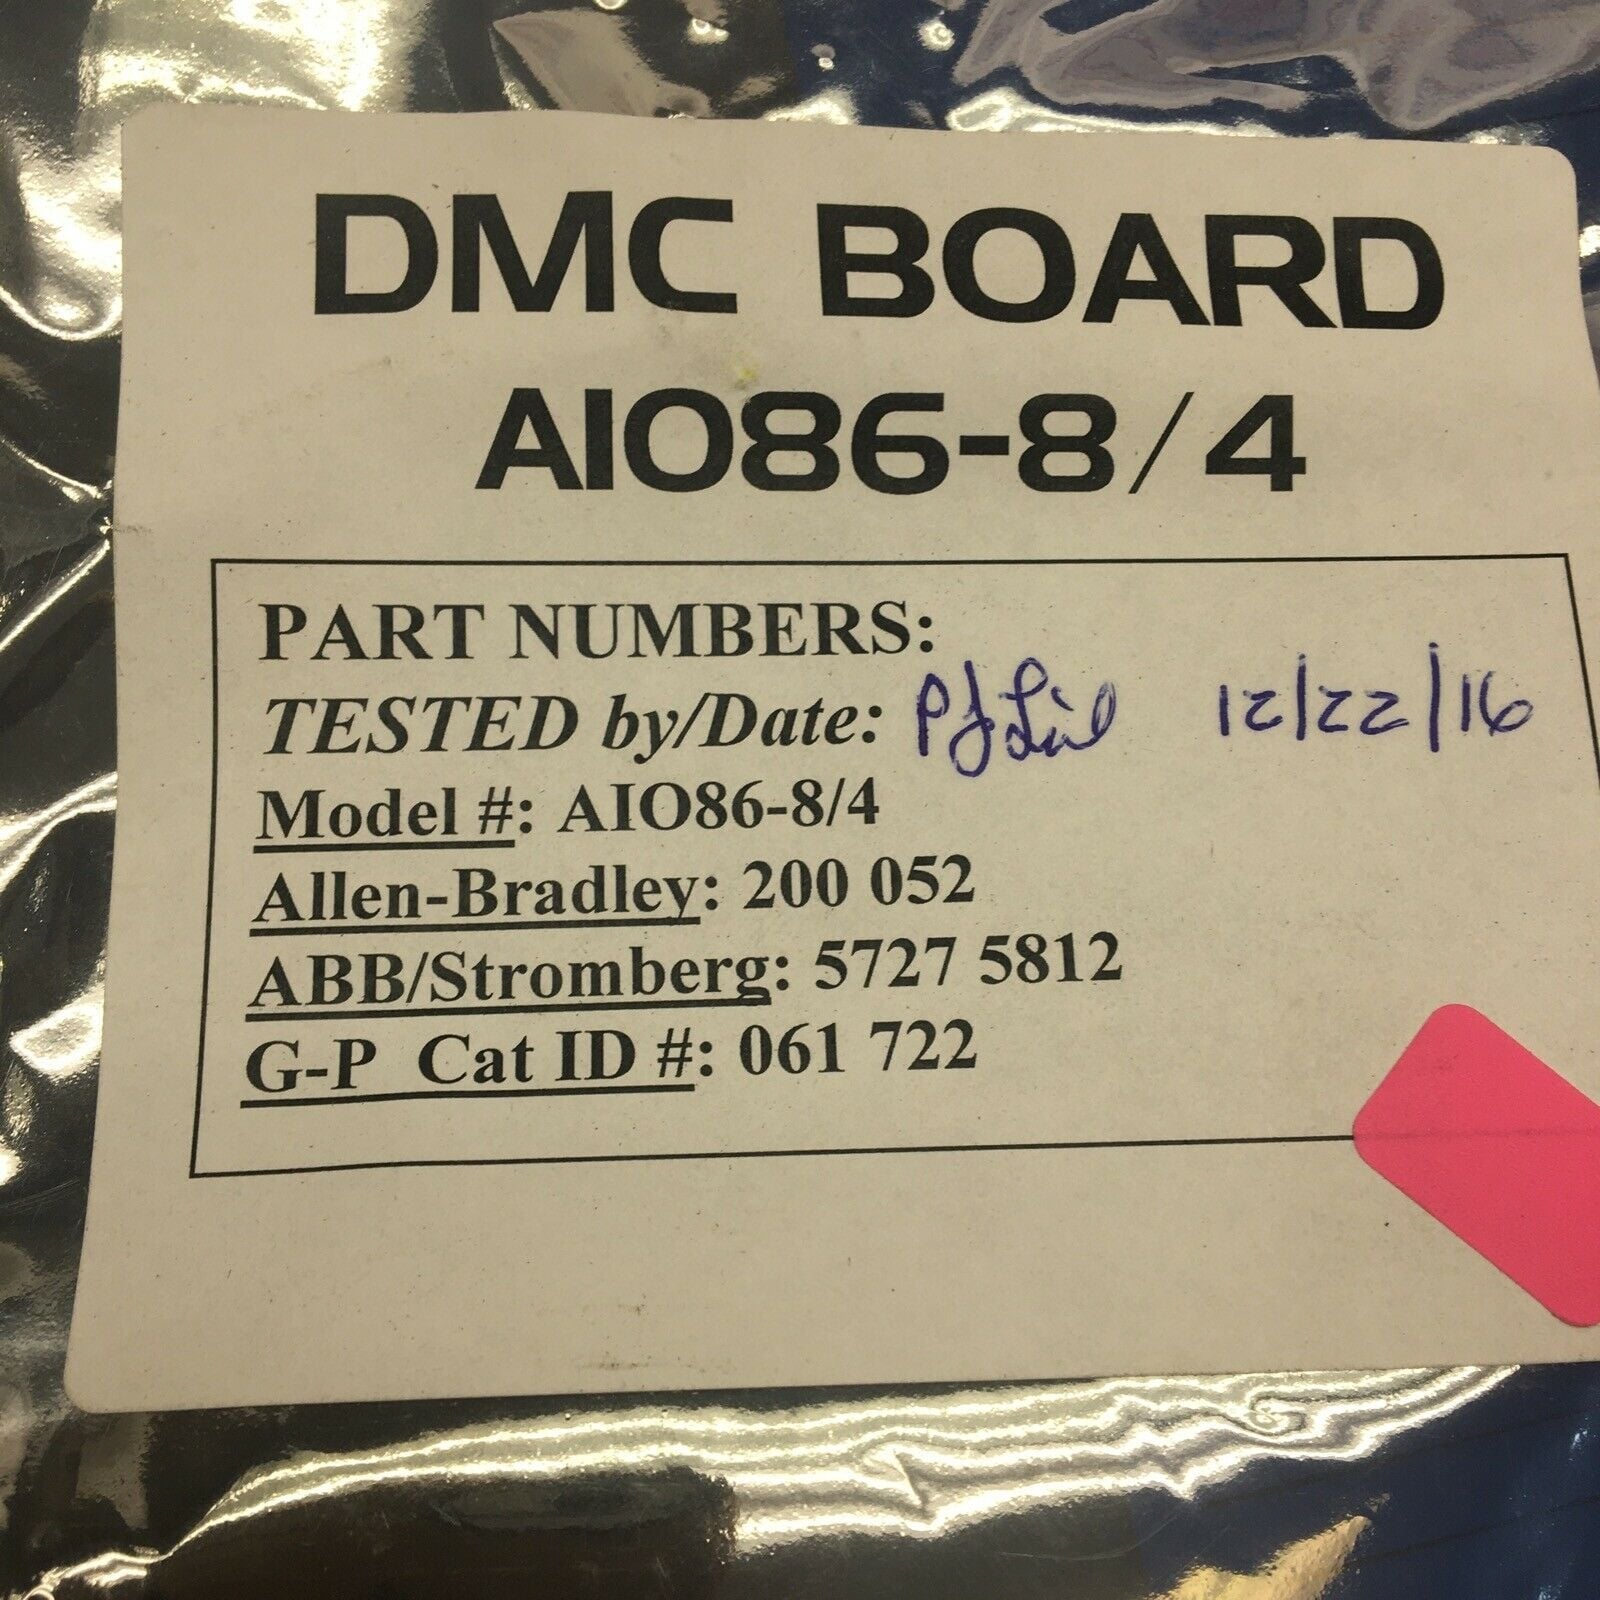 DMC BOARD
AIO86-8/4
PART NUMBERS:
TESTED by/Date: 12/22/16
Model #: AIO86-8/4
Allen-Bradley: 200 052
ABB/Stromberg: 5727 5812
G-P Cat ID #: 061 722